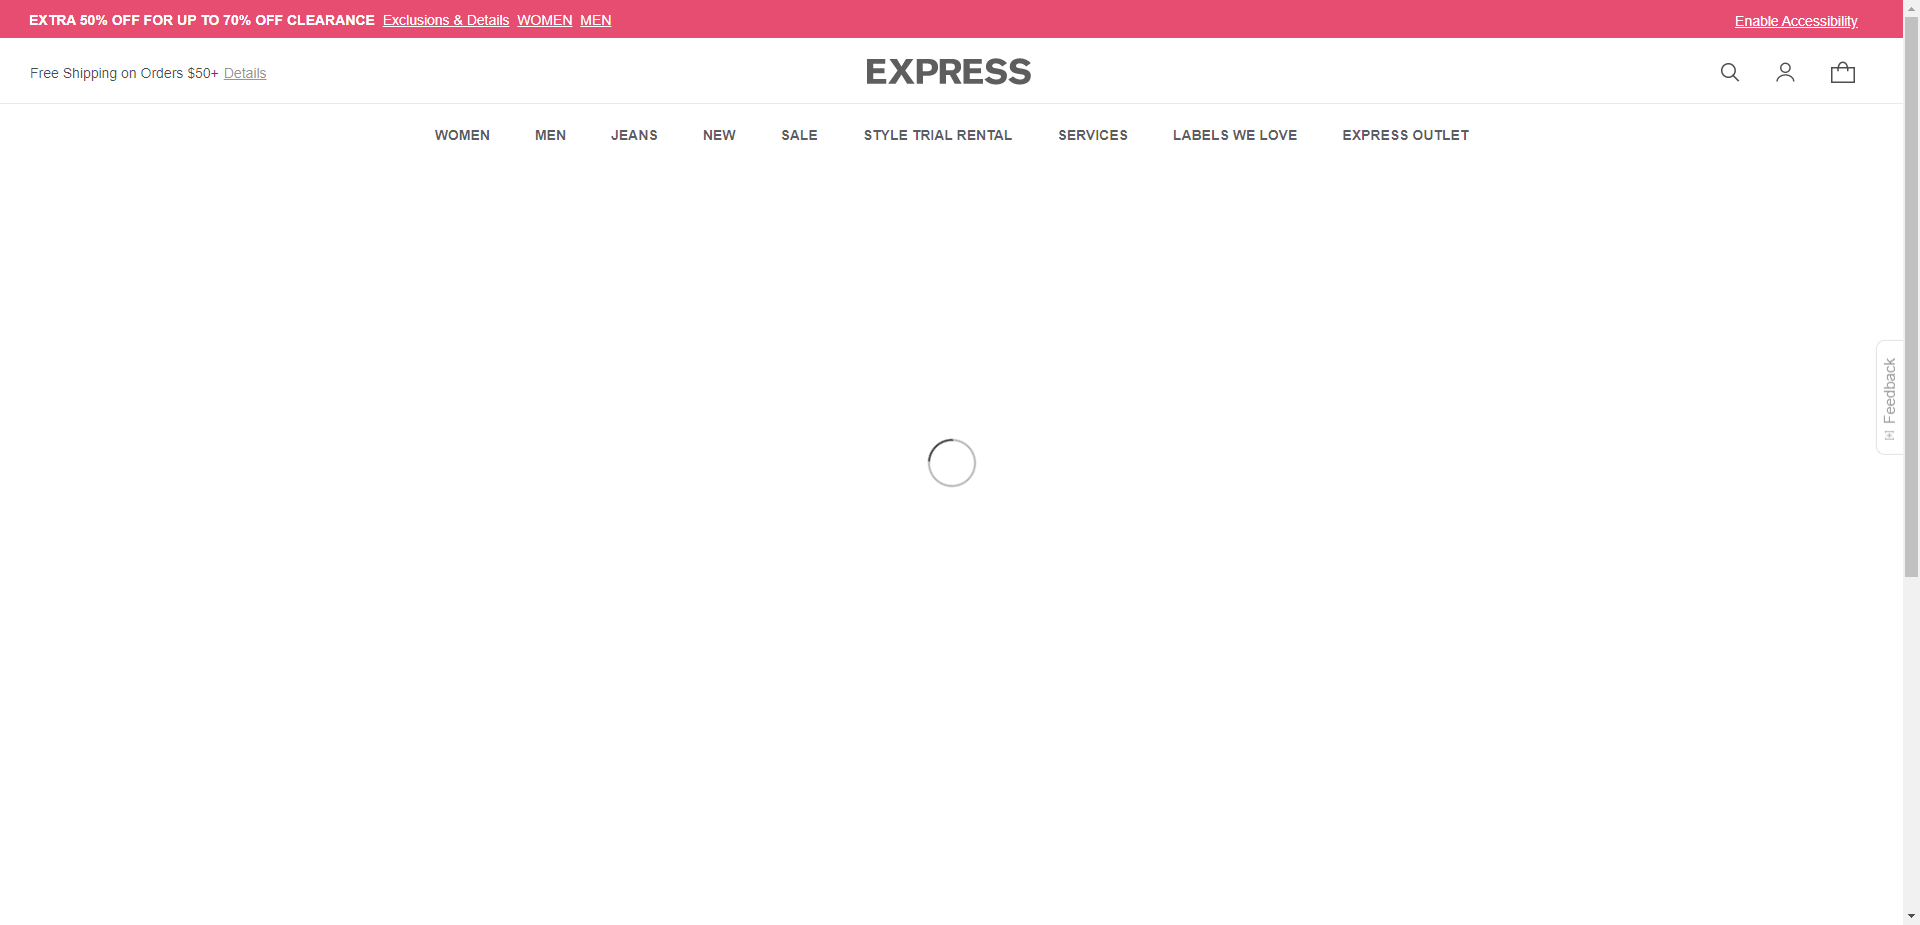 EXTRA 50% OFF FOR UP TO 70% OFF CLEARANCE Exclusions & Details WOMEN MEN Enable Accessibility
Free Shipping on Orders $50+ Details EXPRESS
WOMEN MEN JEANS NEW SALE STYLE TRIAL RENTAL SERVICES LABELS WE LOVE EXPRESS OUTLET
Feedback